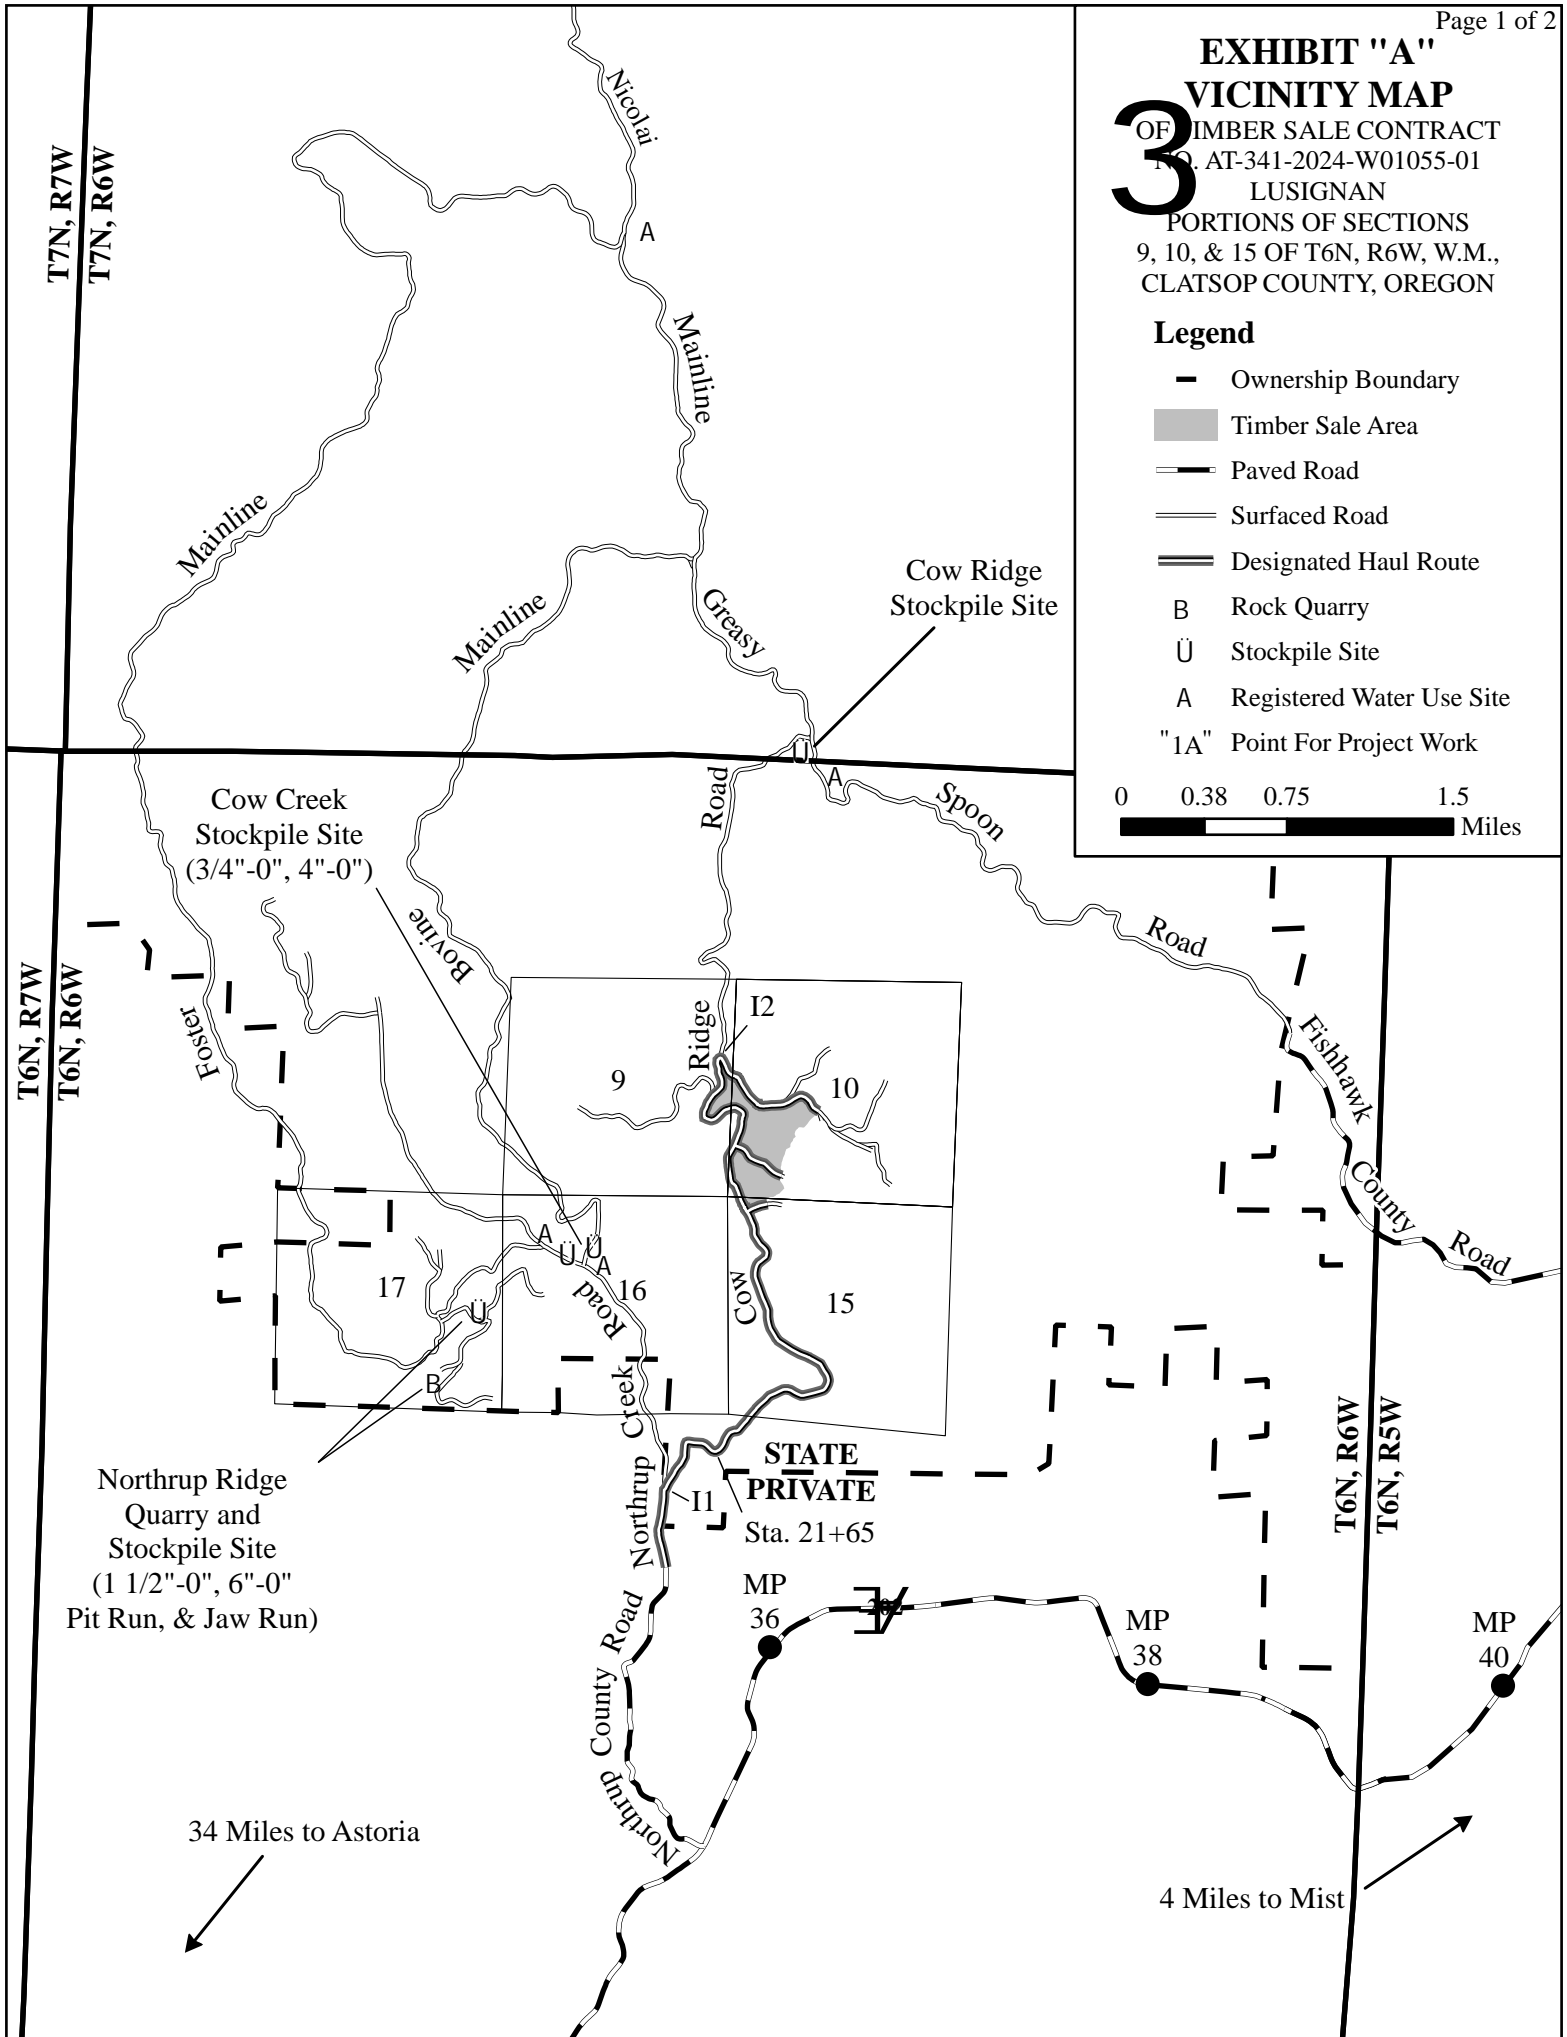 Page 1 of 2
EXHIBIT "A"
VICINITY MAP
OF TIMBER SALE CONTRACT
NO. AT-341-2024-W01055-01
LUSIGNAN
PORTIONS OF SECTIONS
9, 10, & 15 OF T6N, R6W, W.M.,
CLATSOP COUNTY, OREGON
3
Legend
Ownership Boundary
Timber Sale Area
Paved Road
Surfaced Road
Designated Haul Route
B Rock Quarry
Ü Stockpile Site
A Registered Water Use Site
"1A" Point For Project Work
0 0.38 0.75 1.5
Miles
T7N, R7W
T7N, R6W
Nicolai
A
Mainline
Mainline
Mainline
Greasy
Cow Ridge
Stockpile Site
Ü
A
Road
Spoon
Road
Cow Creek
Stockpile Site
(3/4"-0", 4"-0")
Bovine
T6N, R7W
T6N, R6W
Foster
Ridge
I2
9
10
Fishhawk
County
Road
A
Ü
Ü
A
17
16
15
Ü
B
Road
Creek
Northrup
Cow
STATE
PRIVATE
I1
Sta. 21+65
Northrup Ridge
Quarry and
Stockpile Site
(1 1/2"-0", 6"-0"
Pit Run, & Jaw Run)
T6N, R6W
T6N, R5W
MP
36
202
MP
38
MP
40
Road
County
Northrup
34 Miles to Astoria
4 Miles to Mist